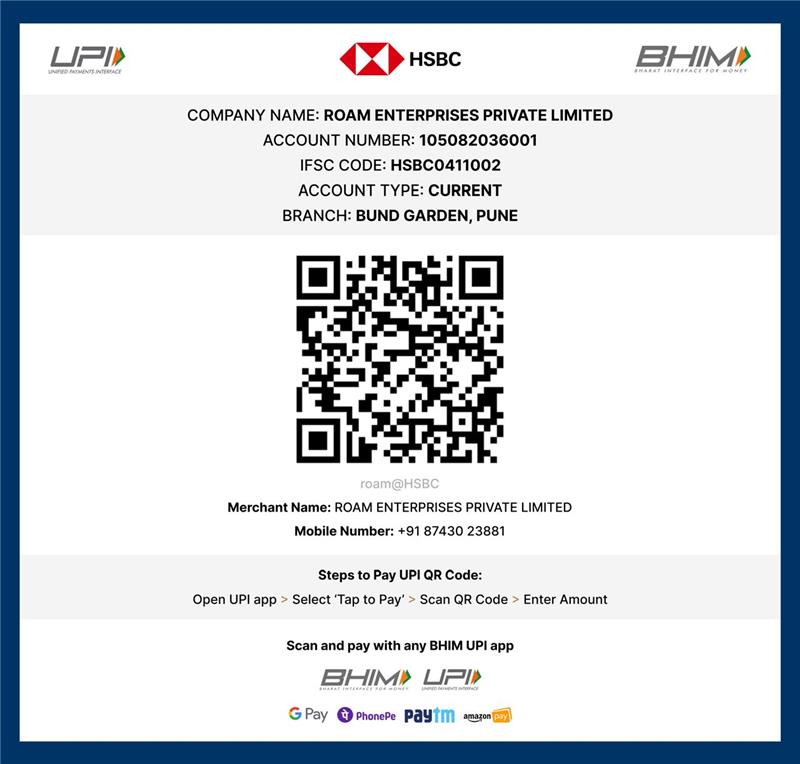 UPI
UNIFIED PAYMENTS INTERFACE
HSBC
BHIM
BHARAT INTERFACE FOR MONEY
COMPANY NAME: ROAM ENTERPRISES PRIVATE LIMITED
ACCOUNT NUMBER: 105082036001
IFSC CODE: HSBC0411002
ACCOUNT TYPE: CURRENT
BRANCH: BUND GARDEN, PUNE
roam@HSBC
Merchant Name: ROAM ENTERPRISES PRIVATE LIMITED
Mobile Number: +91 87430 23881
Steps to Pay UPI QR Code:
Open UPI app > Select ‘Tap to Pay’ > Scan QR Code > Enter Amount
Scan and pay with any BHIM UPI app
BHIM UPI
BHARAT INTERFACE FOR MONEY UNIFIED PAYMENTS INTERFACE
G Pay PhonePe paytm amazon pay